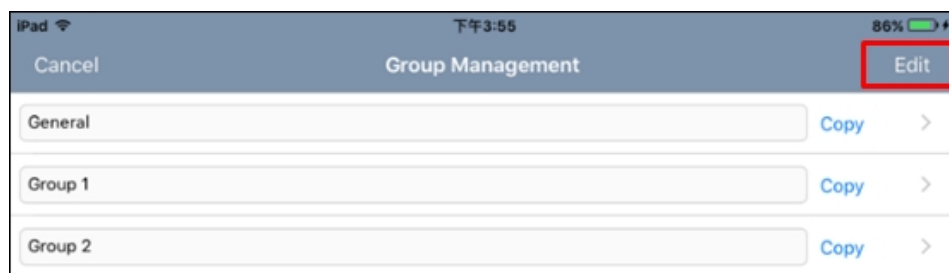 iPad 下午3:55 86%
Cancel Group Management Edit
General Copy
Group 1 Copy
Group 2 Copy